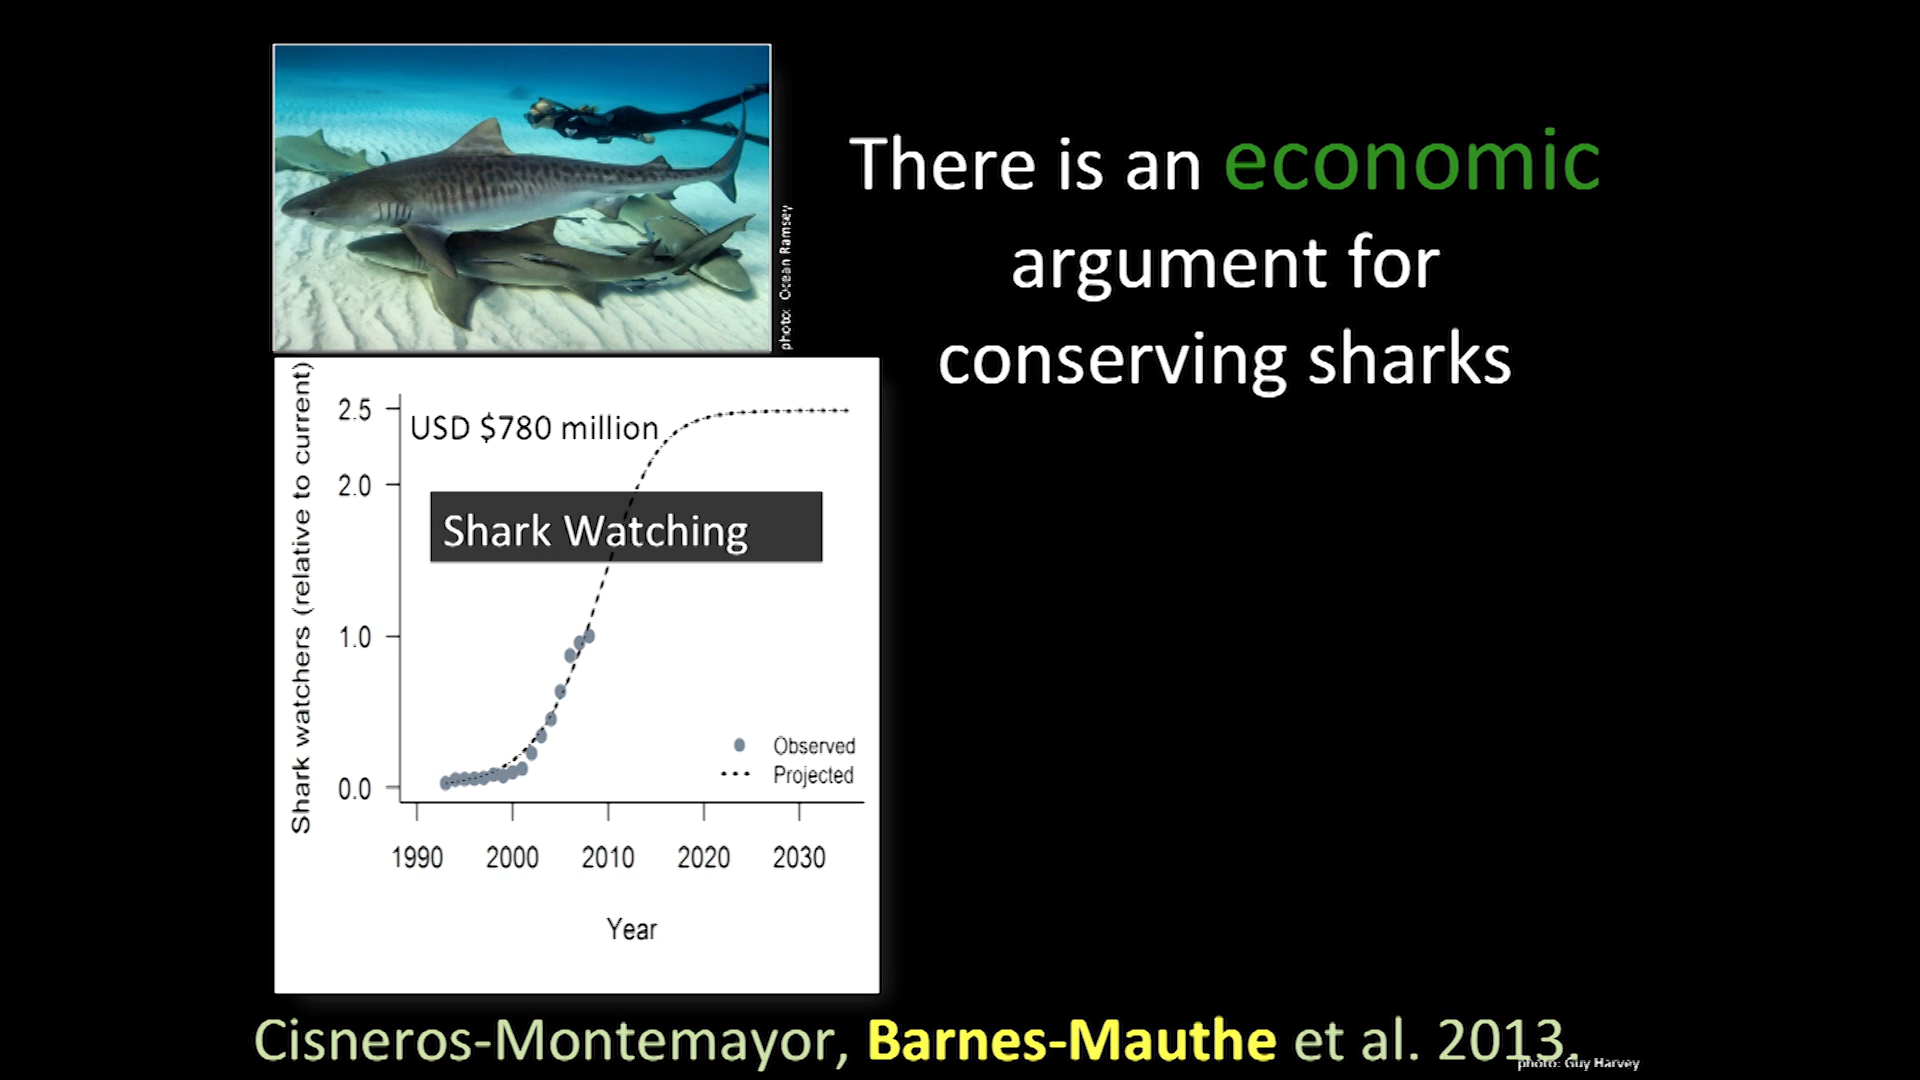 There is an economic
argument for
conserving sharks
photo: Ocean Ramsey
Shark watchers (relative to current)
2.5
2.0
1.0
0.0
USD $780 million
Shark Watching
Observed
Projected
1990 2000 2010 2020 2030
Year
Cisneros-Montemayor, Barnes-Mauthe et al. 2013.
photo: Guy Harvey